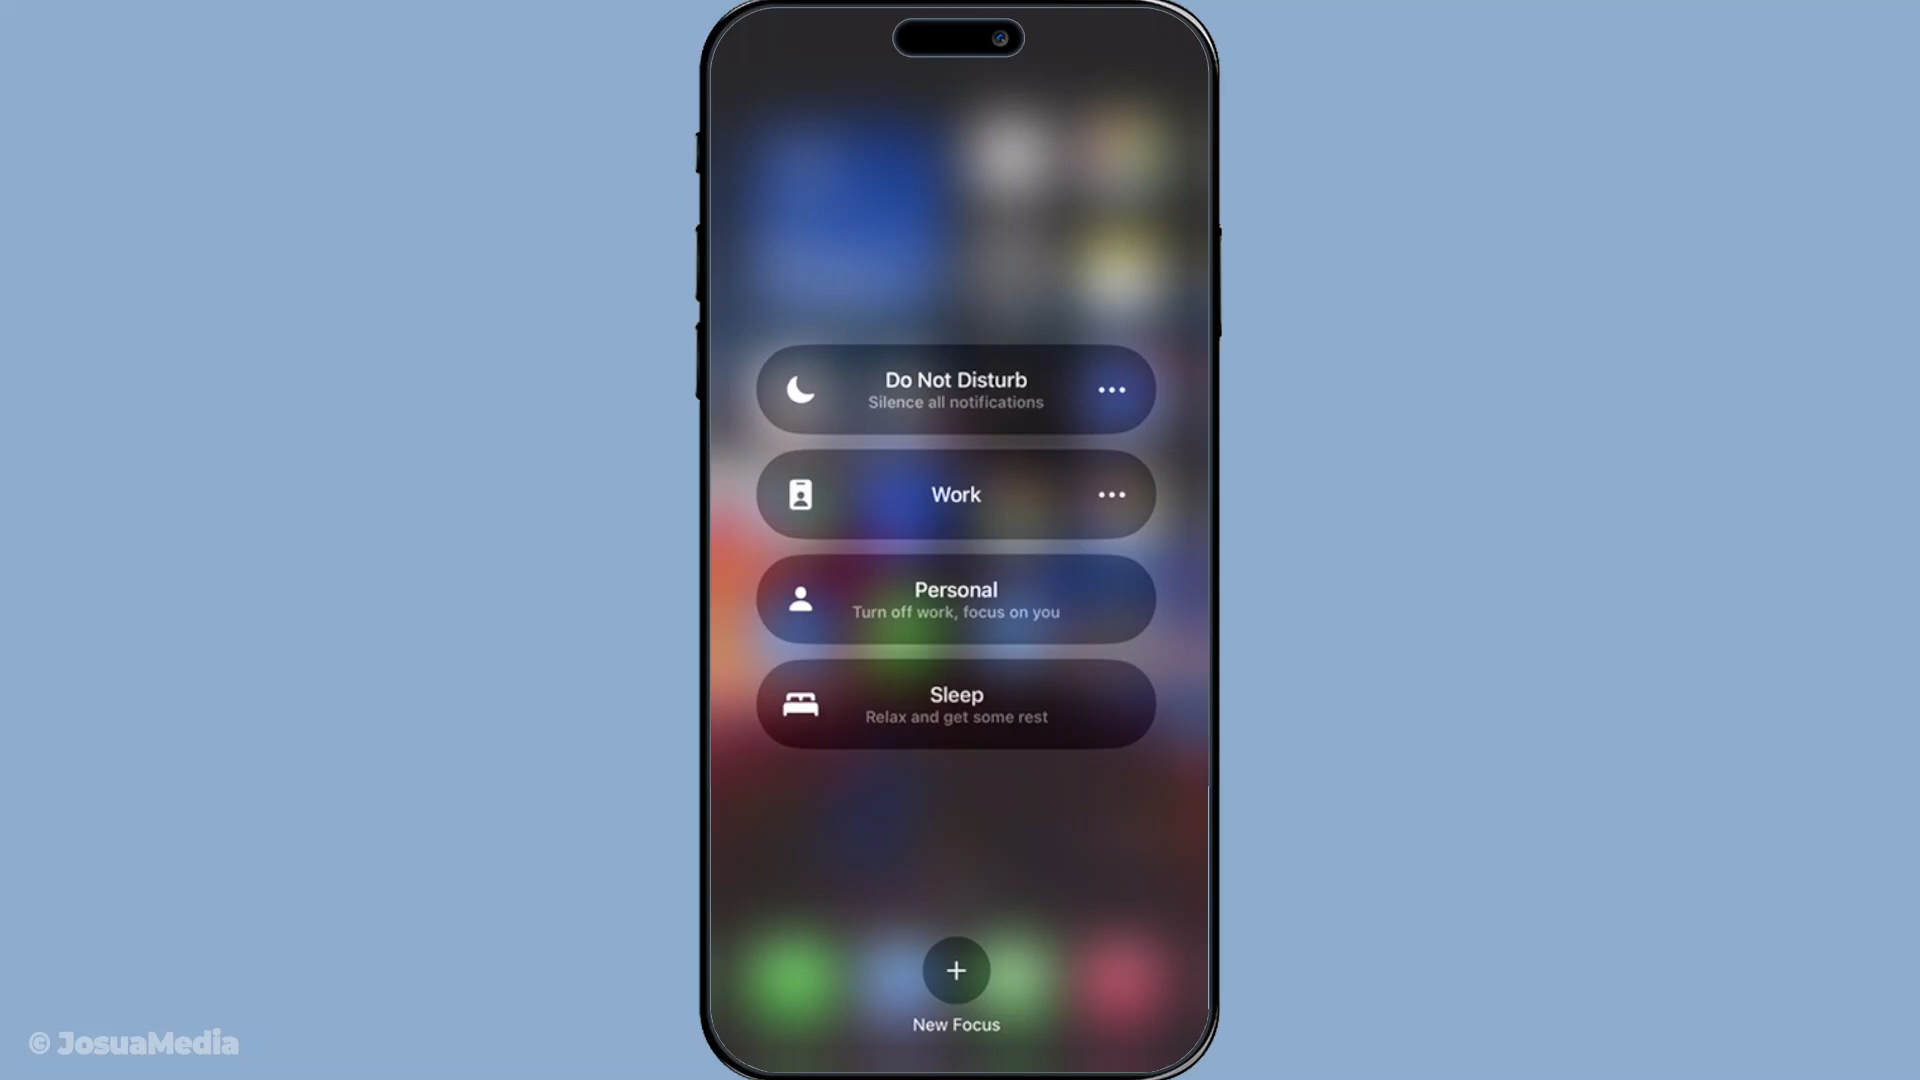 Do Not Disturb
Silence all notifications
Work
Personal
Turn off work, focus on you
Sleep
Relax and get some rest
New Focus
© JosuaMedia